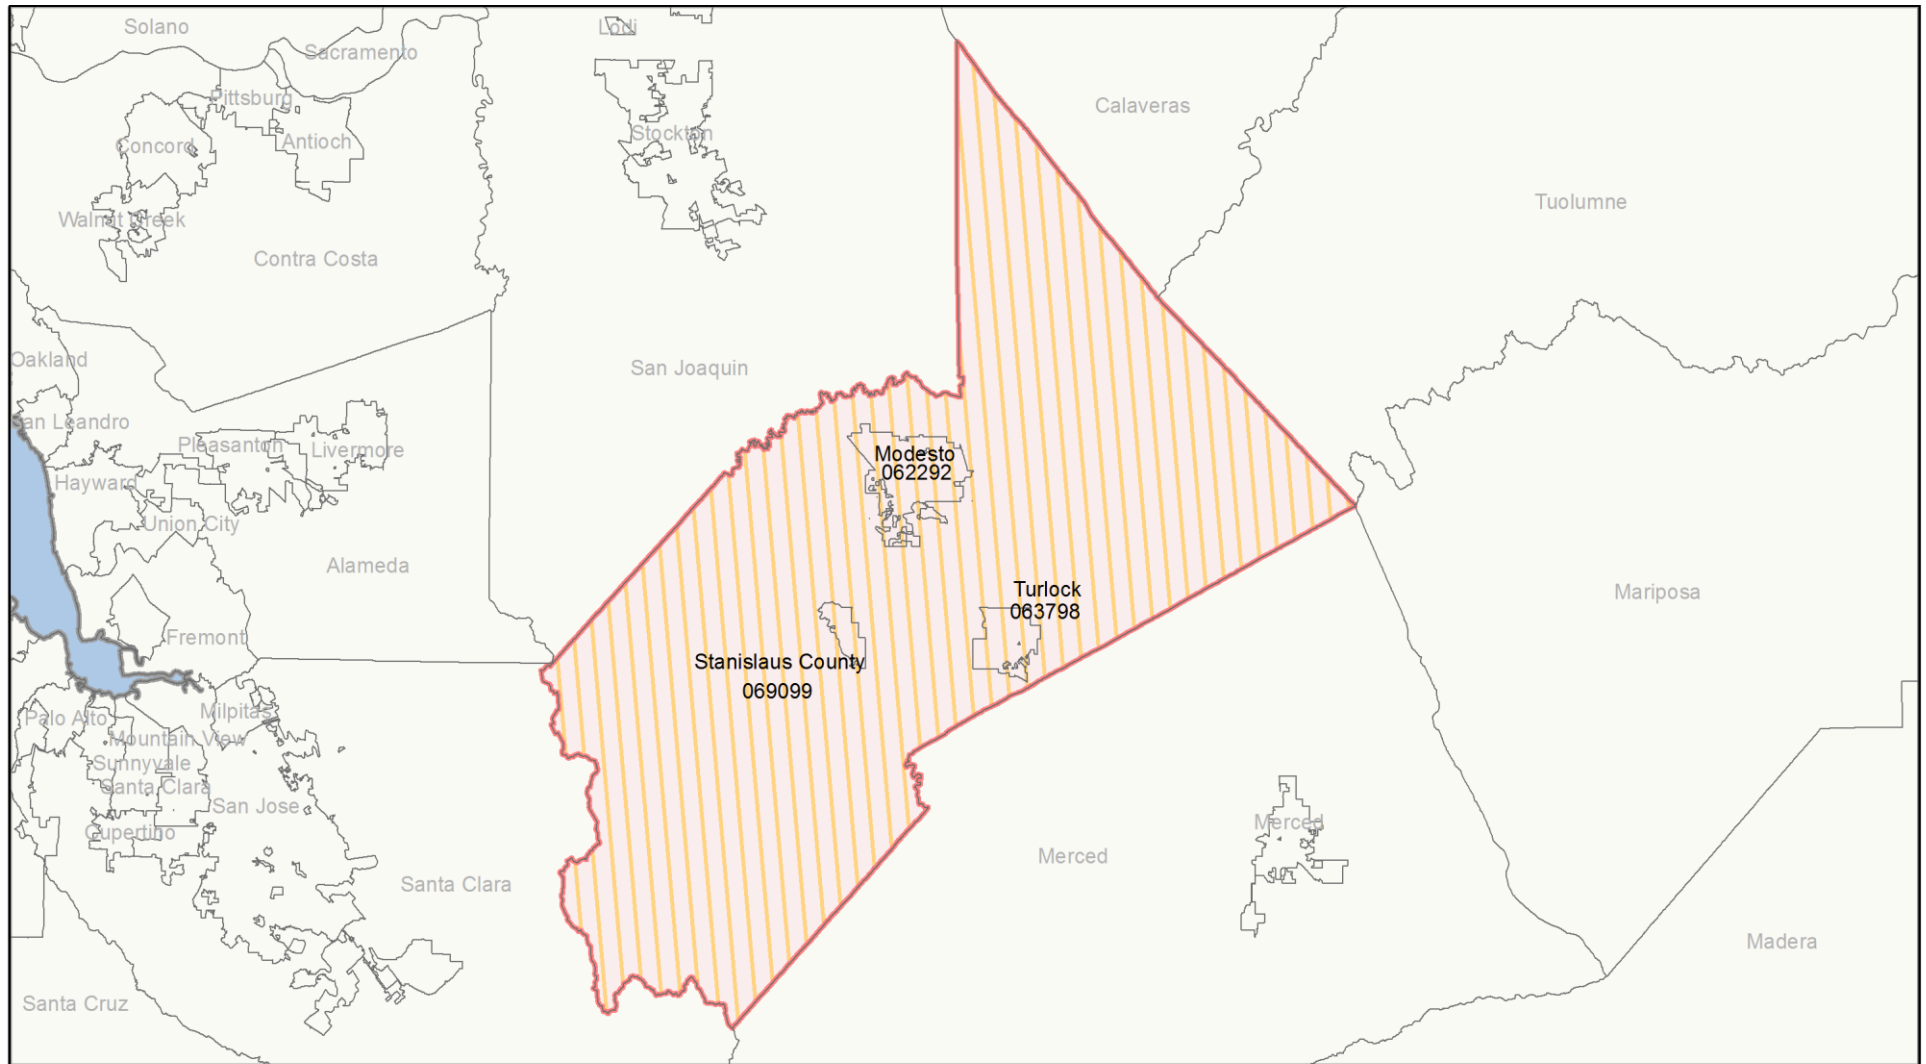 Solano
Lodi
Sacramento
Pittsburg
Calaveras
Concord
Antioch
Stockton
Tuolumne
Walnut Creek
Contra Costa
Oakland
San Joaquin
San Leandro
Pleasanton
Livermore
Modesto
062292
Hayward
Union City
Alameda
Turlock
063798
Mariposa
Fremont
Stanislaus County
069099
Palo Alto
Milpitas
Mountain View
Sunnyvale
Santa Clara
San Jose
Cupertino
Merced
Merced
Santa Clara
Madera
Santa Cruz